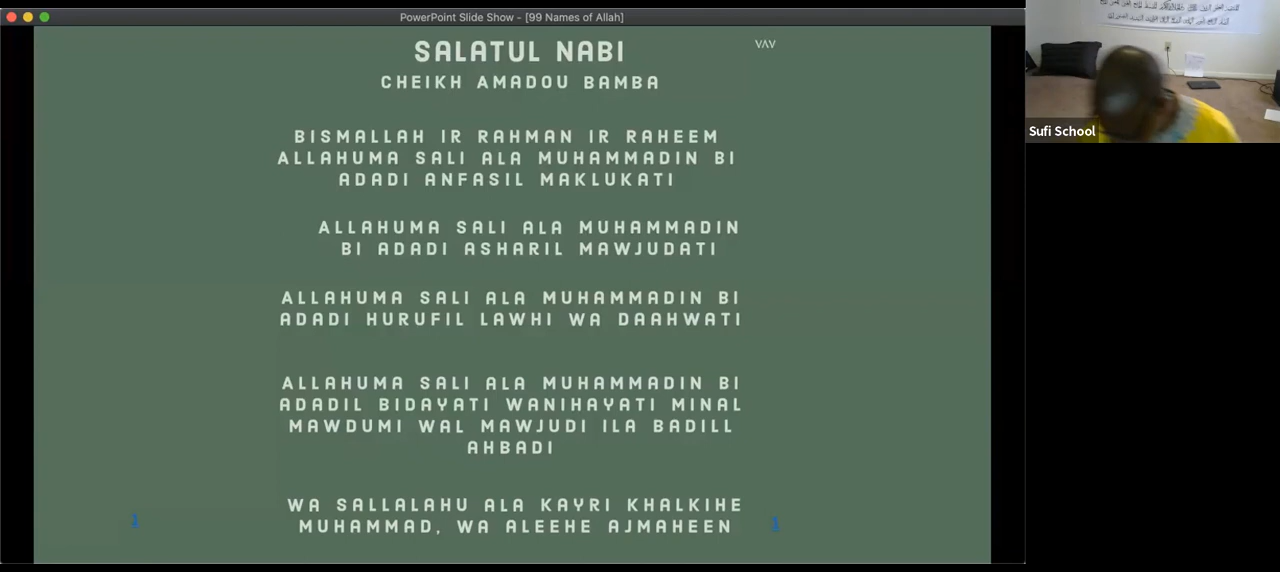 PowerPoint Slide Show - [99 Names of Allah]
SALATUL NABI
VΛV
CHEIKH AMADOU BAMBA
BISMALLAH IR RAHMAN IR RAHEEM
ALLAHUMA SALI ALA MUHAMMADIN BI
ADADI ANFASIL MAKLUKATI
ALLAHUMA SALI ALA MUHAMMADIN
BI ADADI ASHARIL MAWJUDATI
ALLAHUMA SALI ALA MUHAMMADIN BI
ADADI HURUFIL LAWHI WA DAAHWATI
ALLAHUMA SALI ALA MUHAMMADIN BI
ADADIL BIDAYATI WANIHAYATI MINAL
MAWDUMI WAL MAWJUDI ILA BADILL
AHBADI
WA SALLALAHU ALA KAYRI KHALKIHE
MUHAMMAD, WA ALEEHE AJMAHEEN
1
1
Sufi School